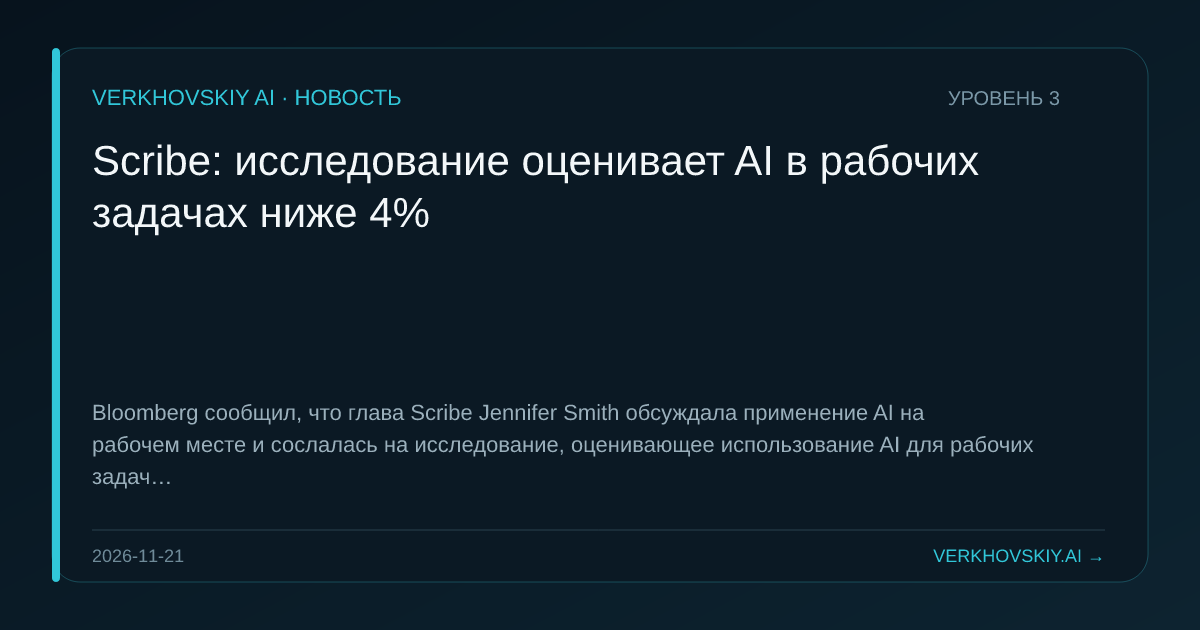 VERKHOVSKIY AI · НОВОСТЬ
УРОВЕНЬ 3
Scribe: исследование оценивает AI в рабочих
задачах ниже 4%
Bloomberg сообщил, что глава Scribe Jennifer Smith обсуждала применение AI на
рабочем месте и сослалась на исследование, оценивающее использование AI для рабочих
задач…
2026-11-21
VERKHOVSKIY.AI →